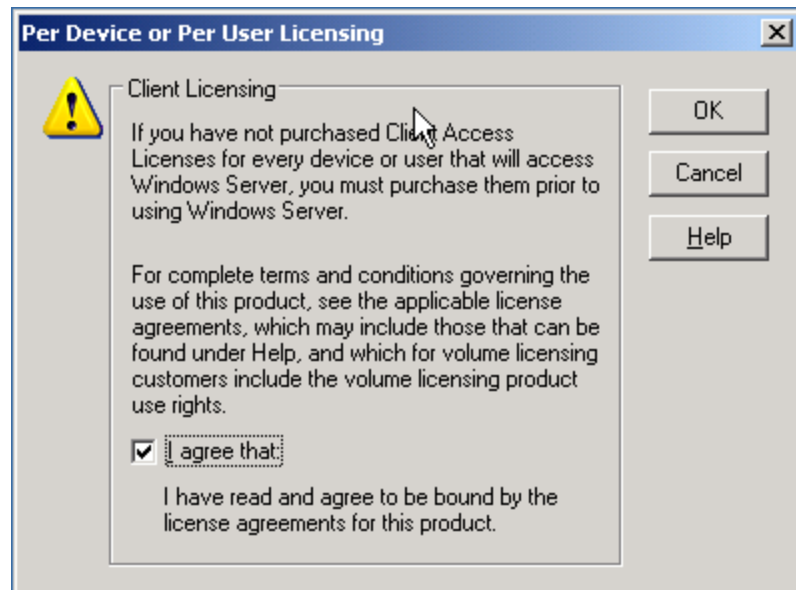 Per Device or Per User Licensing
Client Licensing
If you have not purchased Client Access
Licenses for every device or user that will access
Windows Server, you must purchase them prior to
using Windows Server.
For complete terms and conditions governing the
use of this product, see the applicable license
agreements, which may include those that can be
found under Help, and which for volume licensing
customers include the volume licensing product
use rights.
I agree that:
I have read and agree to be bound by the
license agreements for this product.
OK
Cancel
Help